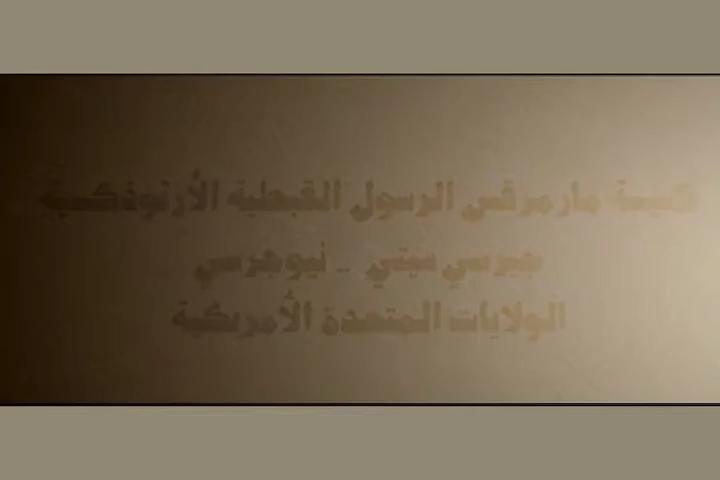 كنيسة مارمرقس الرسول القبطية الأرثوذكسية
جيرسي سيتي - نيوجرسي
الولايات المتحدة الأمريكية